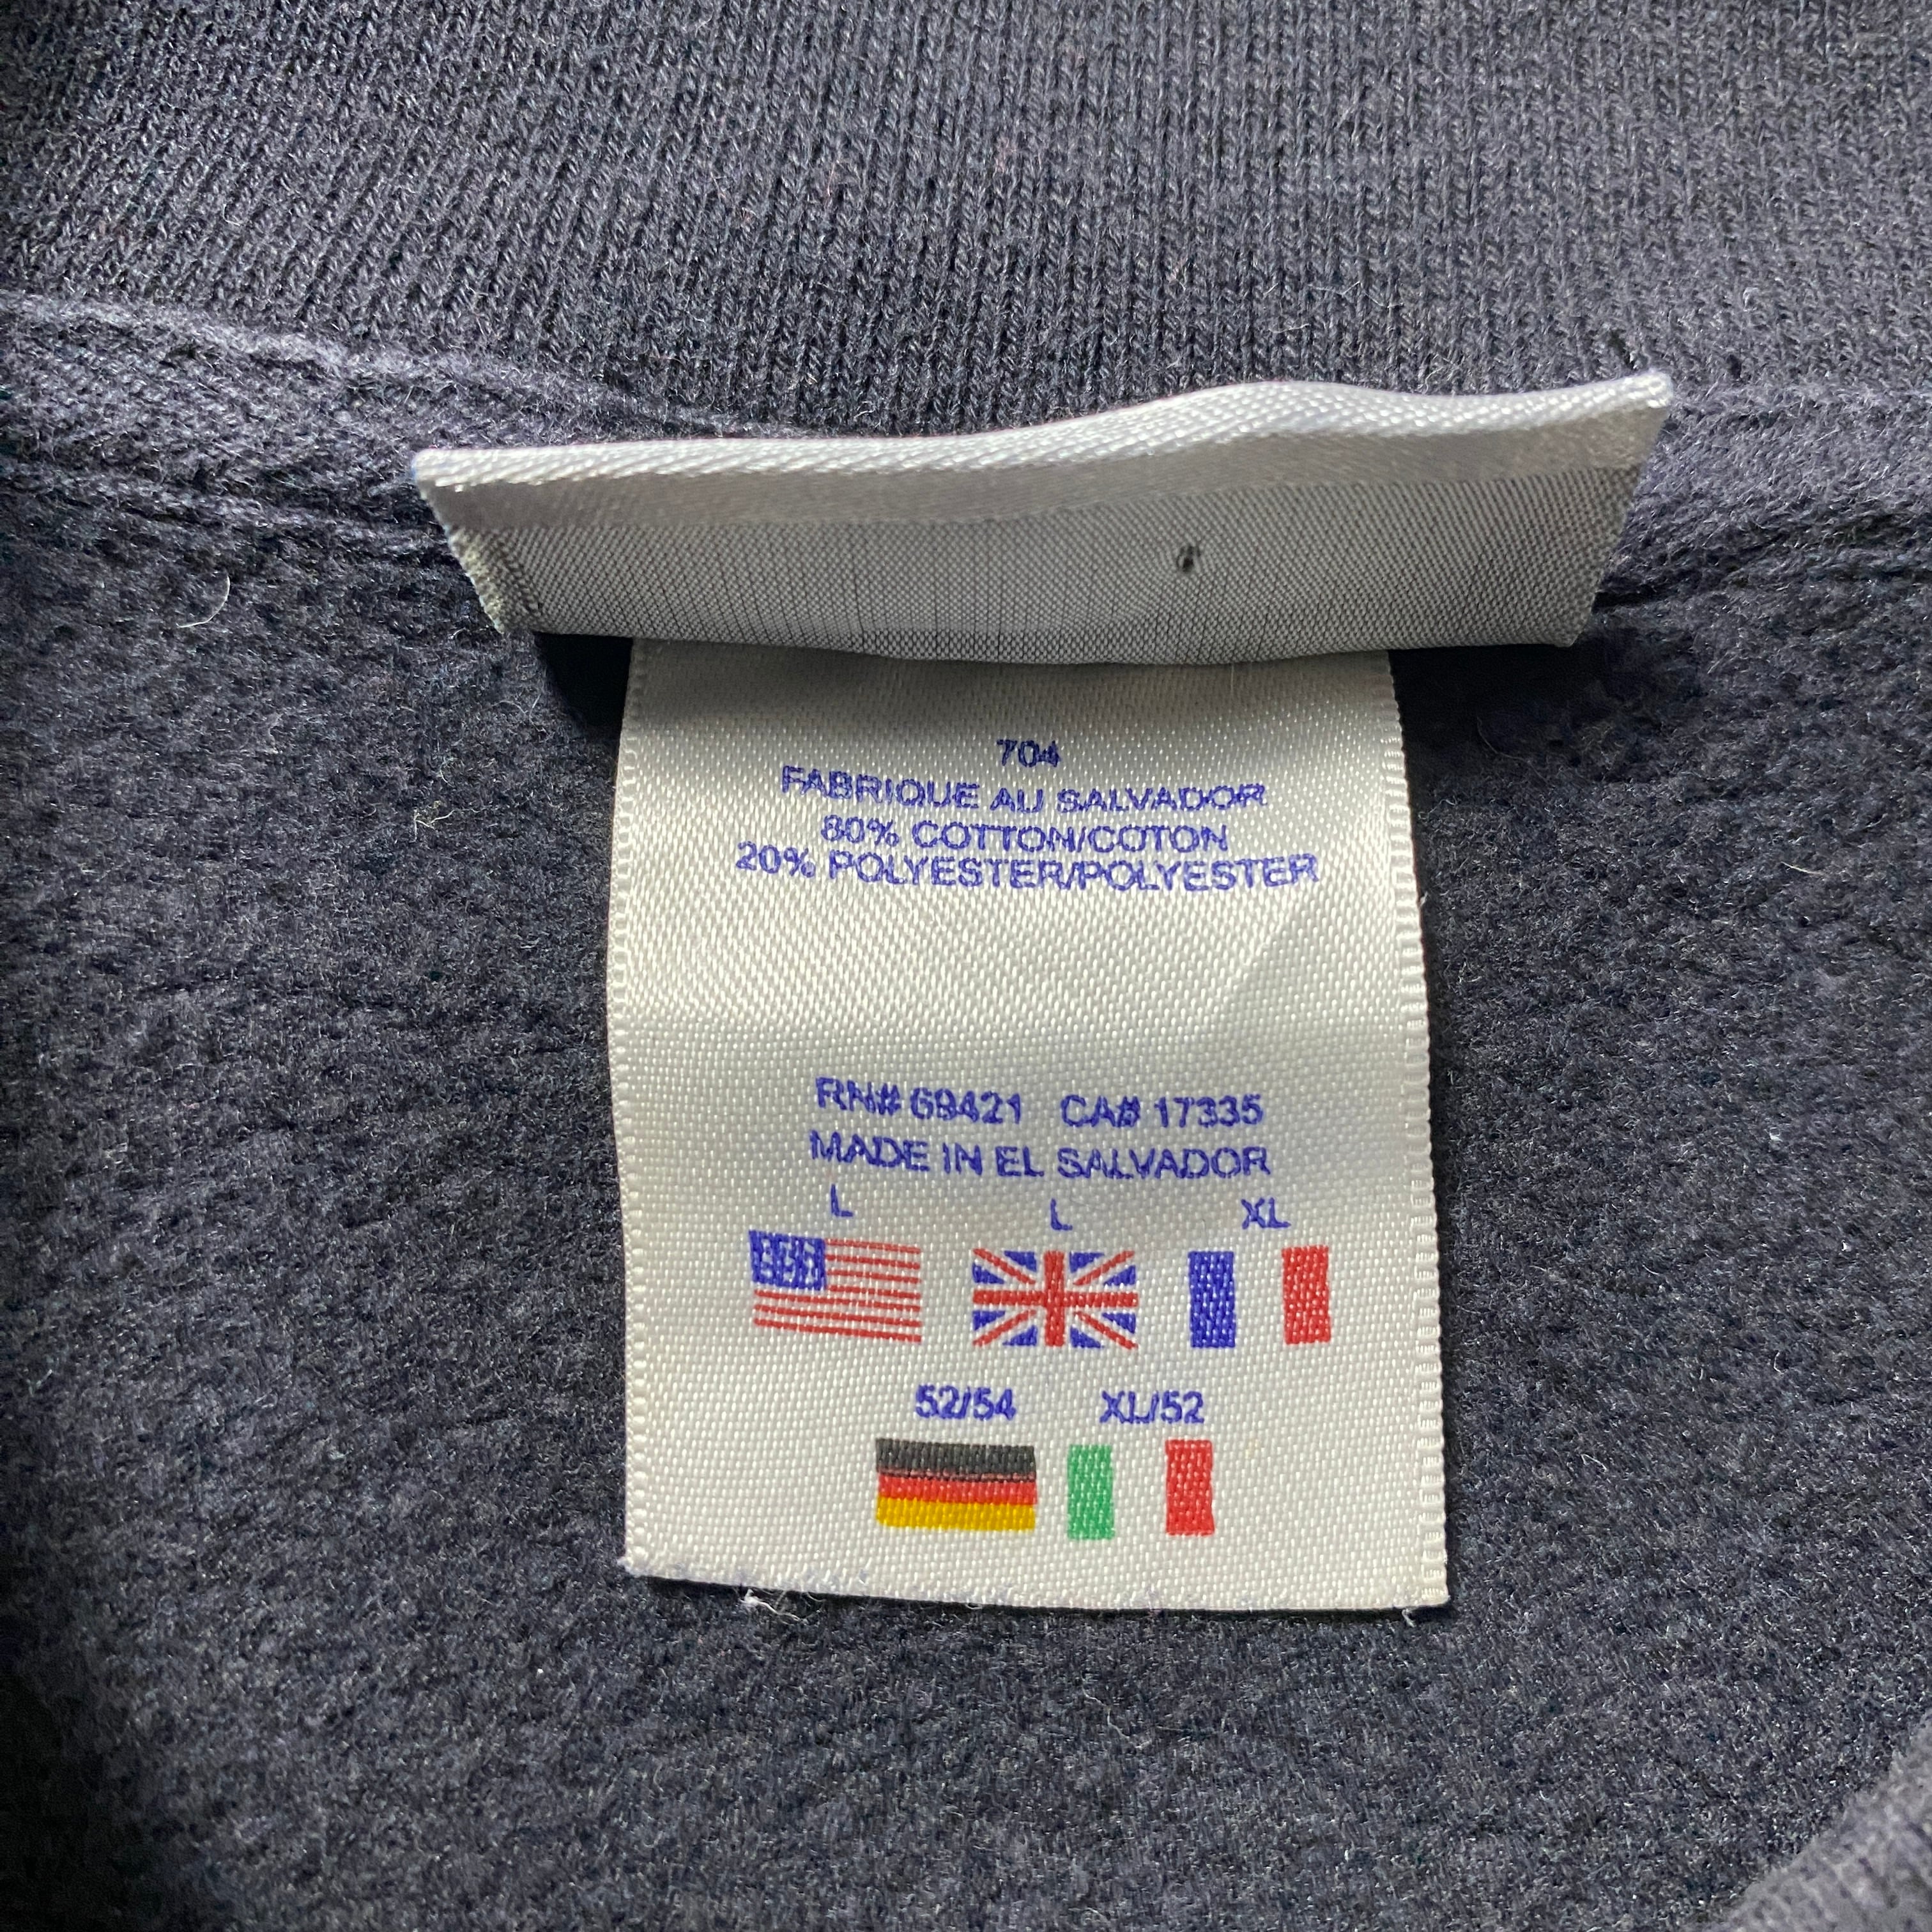 704
FABRIQUE AU SALVADOR
80% COTTON/COTON
20% POLYESTER/POLYESTER
RN# 69421 CA# 17335
MADE IN EL SALVADOR
L L XL
52/54 XL/52